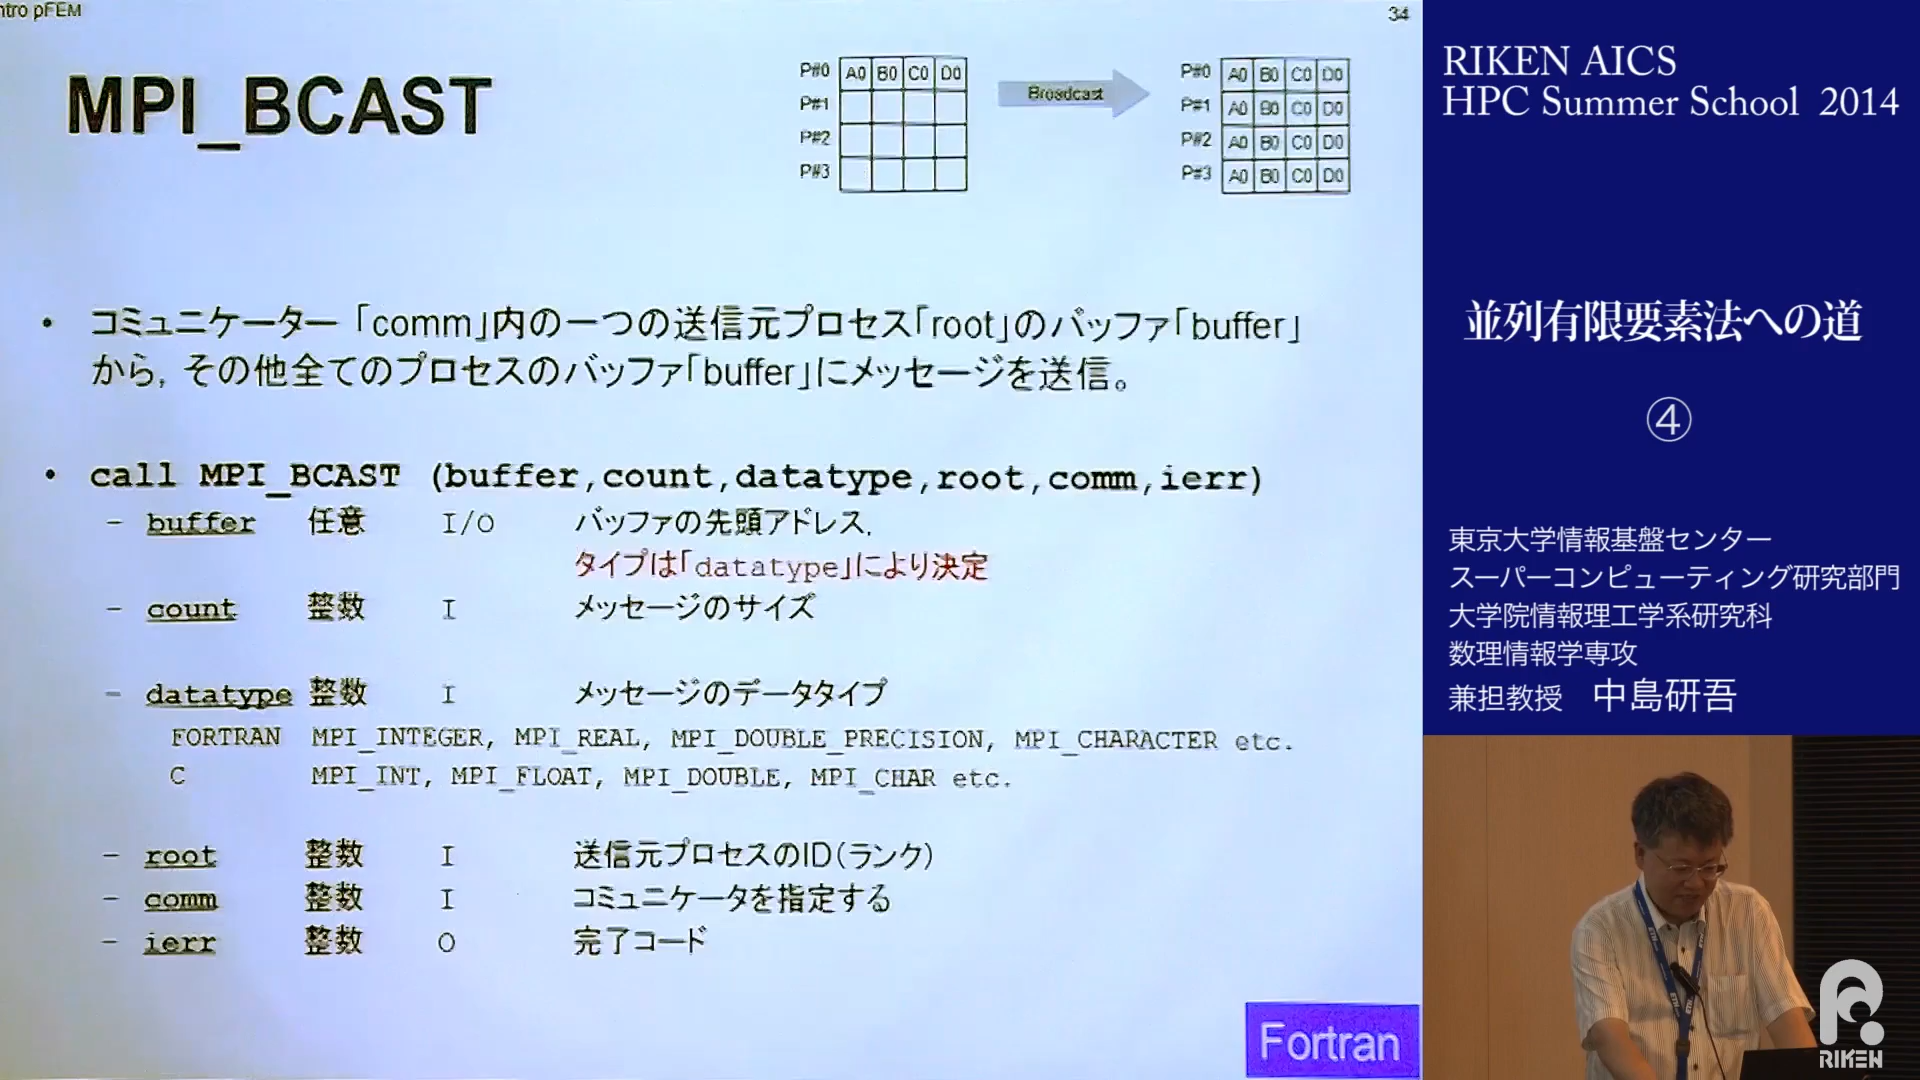 ntro pFEM
34
MPI_BCAST
P#0 A0 B0 C0 D0
P#1
P#2
P#3
Broadcast
P#0 A0 B0 C0 D0
P#1 A0 B0 C0 D0
P#2 A0 B0 C0 D0
P#3 A0 B0 C0 D0
• コミュニケーター「comm」内の一つの送信元プロセス「root」のバッファ「buffer」
から，その他全てのプロセスのバッファ「buffer」にメッセージを送信。
• call MPI_BCAST (buffer,count,datatype,root,comm,ierr)
– buffer 任意 I/O バッファの先頭アドレス，
タイプは「datatype」により決定
– count 整数 I メッセージのサイズ
– datatype 整数 I メッセージのデータタイプ
FORTRAN MPI_INTEGER, MPI_REAL, MPI_DOUBLE_PRECISION, MPI_CHARACTER etc.
C MPI_INT, MPI_FLOAT, MPI_DOUBLE, MPI_CHAR etc.
– root 整数 I 送信元プロセスのID（ランク）
– comm 整数 I コミュニケータを指定する
– ierr 整数 O 完了コード
Fortran
RIKEN AICS
HPC Summer School 2014
並列有限要素法への道
④
東京大学情報基盤センター
スーパーコンピューティング研究部門
大学院情報理工学系研究科
数理情報学専攻
兼担教授 中島研吾
RIKEN